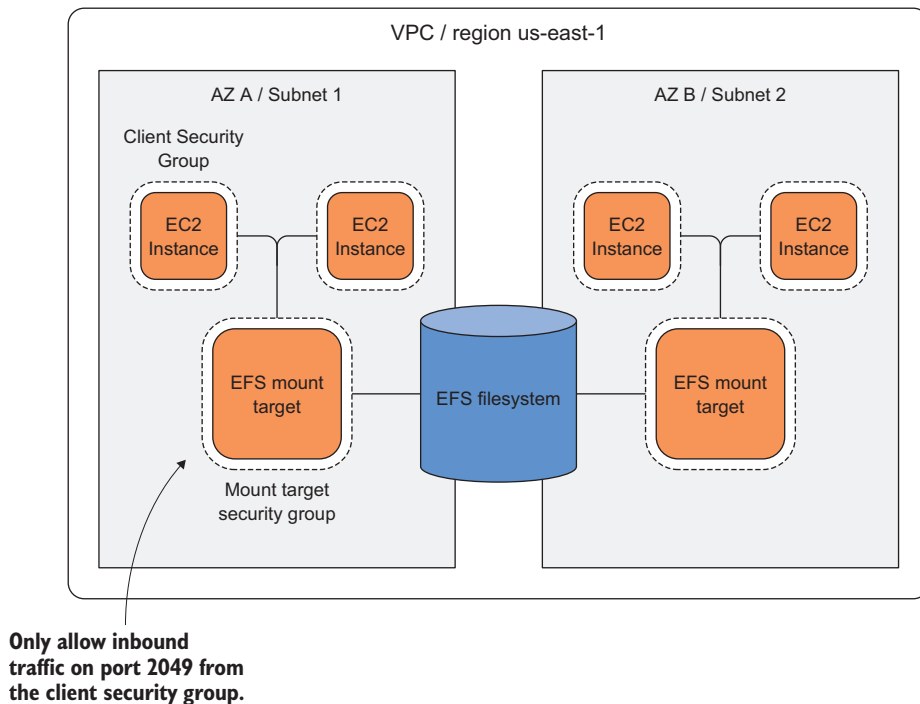 VPC / region us-east-1
AZ A / Subnet 1
AZ B / Subnet 2
Client Security
Group
EC2
Instance
EC2
Instance
EC2
Instance
EC2
Instance
EFS mount
target
EFS filesystem
EFS mount
target
Mount target
security group
Only allow inbound
traffic on port 2049 from
the client security group.